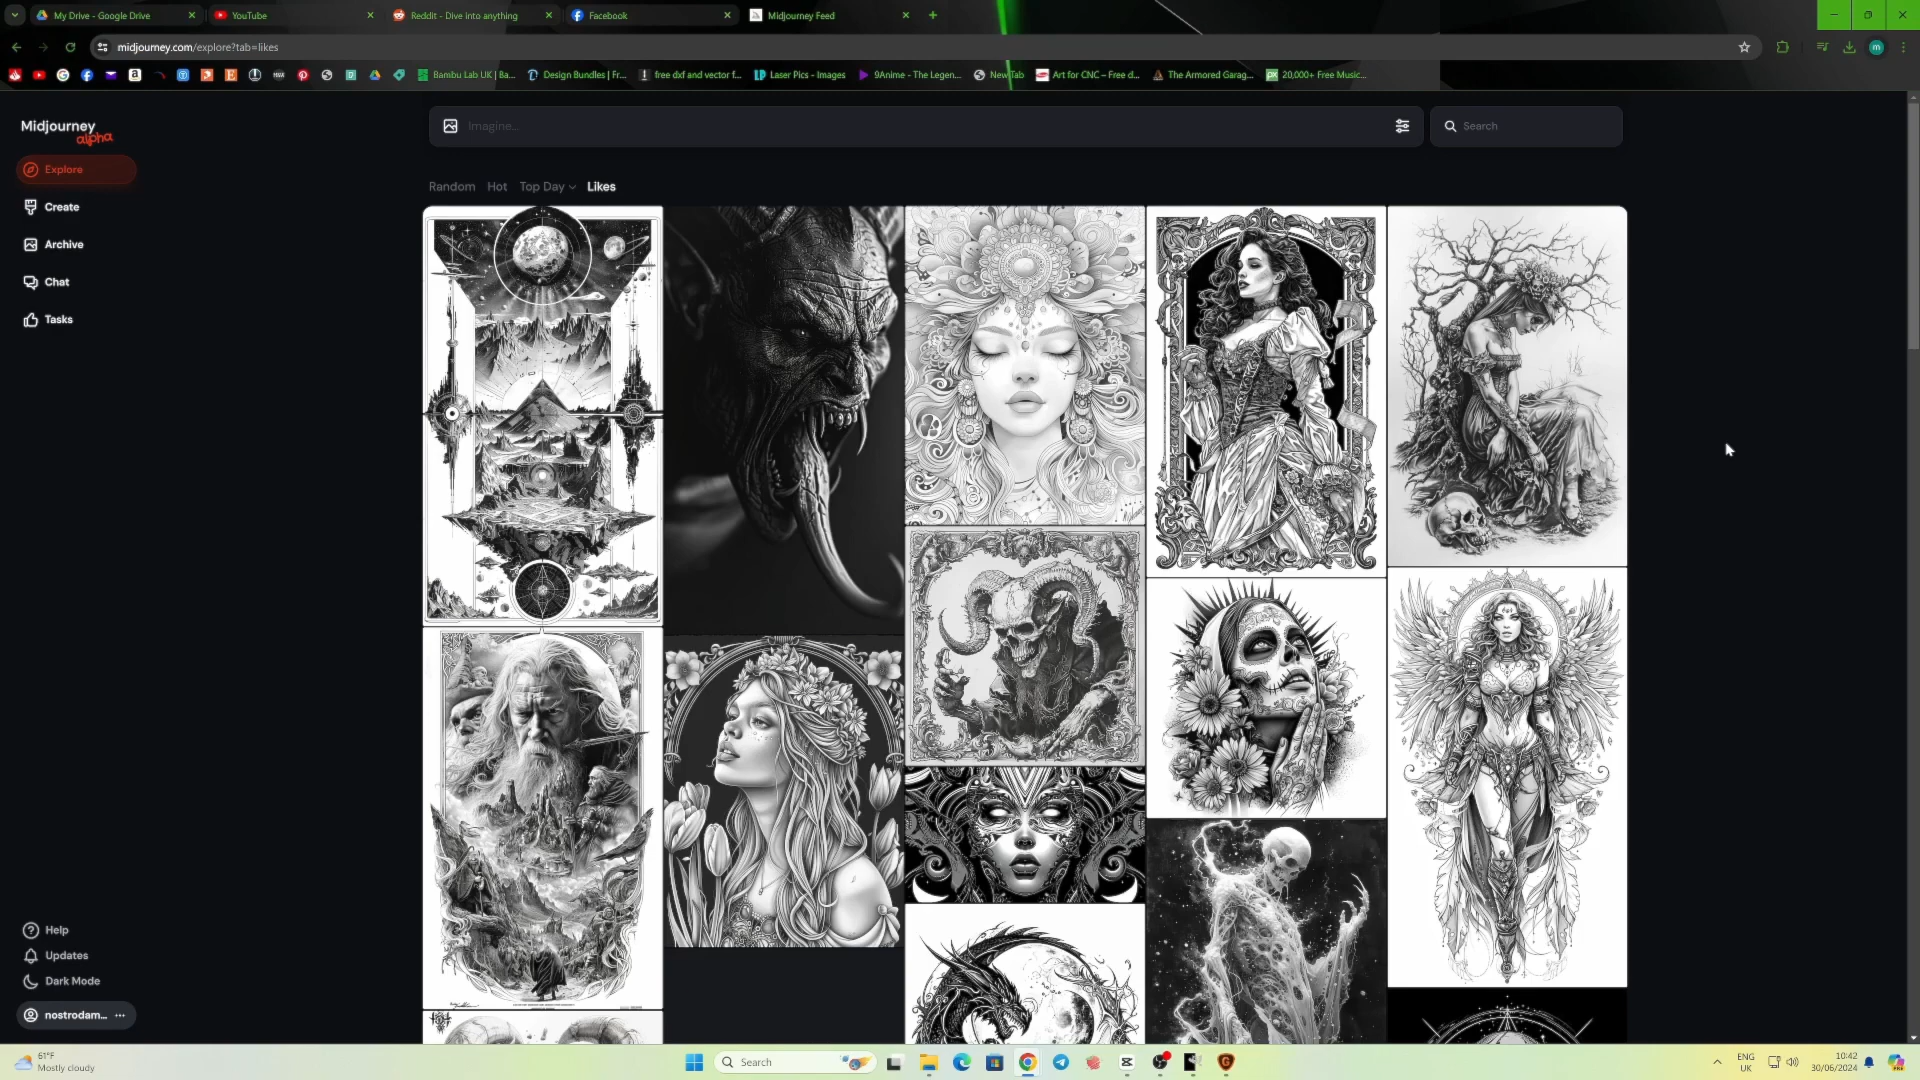 My Drive - Google Drive
YouTube
Reddit - Dive into anything
Facebook
Midjourney Feed
midjourney.com/explore?tab=likes
Bambu Lab UK | Ba...
Design Bundles | Fr...
free dxf and vector f...
Laser Pics - Images
9Anime - The Legen...
New Tab
Art for CNC – Free d...
The Armored Garag...
20,000+ Free Music...
Midjourney
alpha
Imagine...
Search
Explore
Random
Hot
Top Day
Likes
Create
Archive
Chat
Tasks
Help
Updates
Dark Mode
nostrodam...
61°F
Mostly cloudy
Search
ENG
UK
10:42
30/06/2024